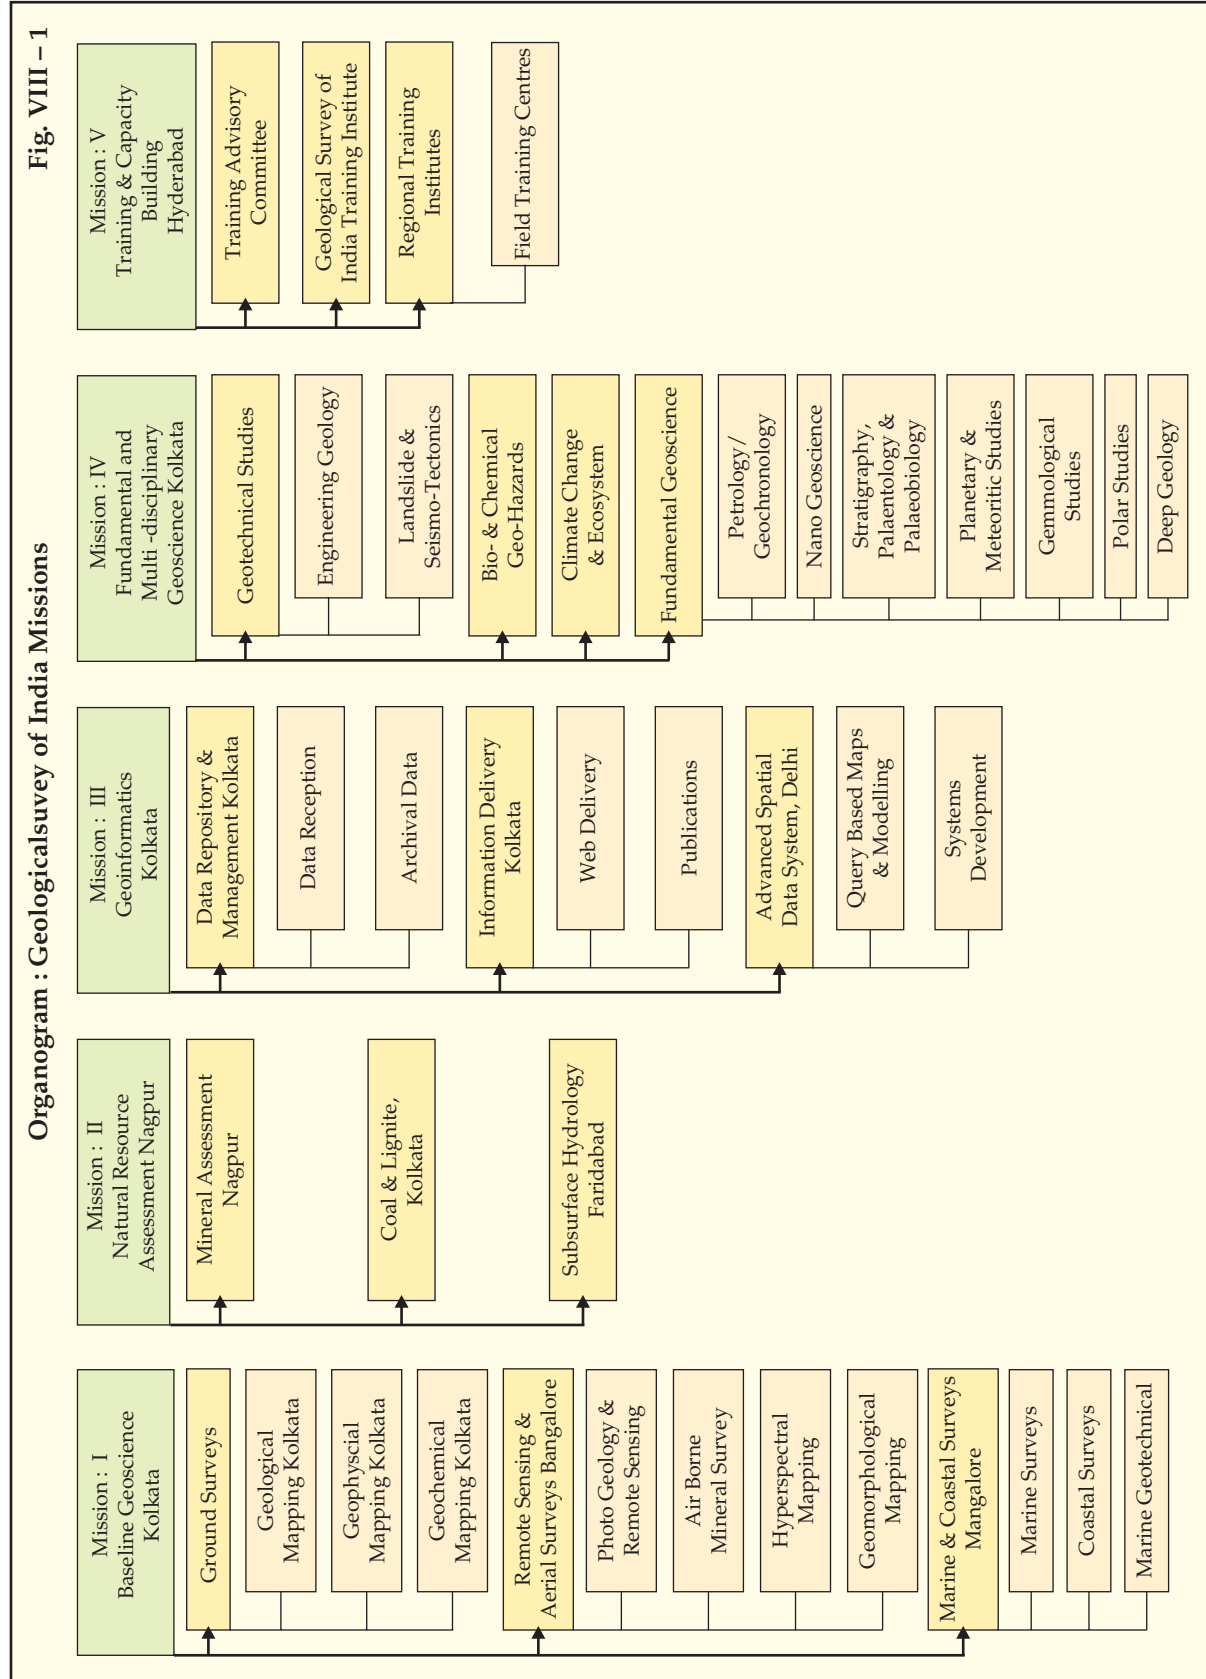 Fig. VIII – 1
Organogram : Geologicalsuvey of India Missions
Mission : I
Baseline Geoscience
Kolkata
Ground Surveys
Geological
Mapping Kolkata
Geophyscial
Mapping Kolkata
Geochemical
Mapping Kolkata
Remote Sensing &
Aerial Surveys Bangalore
Photo Geology &
Remote Sensing
Air Borne
Mineral Survey
Hyperspectral
Mapping
Geomorphological
Mapping
Marine & Coastal Surveys
Mangalore
Marine Surveys
Coastal Surveys
Marine Geotechnical
Mission : II
Natural Resource
Assessment Nagpur
Mineral Assessment
Nagpur
Coal & Lignite,
Kolkata
Subsurface Hydrology
Faridabad
Mission : III
Geoinformatics
Kolkata
Data Repository &
Management Kolkata
Data Reception
Archival Data
Information Delivery
Kolkata
Web Delivery
Publications
Advanced Spatial
Data System, Delhi
Query Based Maps
& Modelling
Systems
Development
Mission : IV
Fundamental and
Multi -disciplinary
Geoscience Kolkata
Geotechnical Studies
Engineering Geology
Landslide &
Seismo-Tectonics
Bio- & Chemical
Geo-Hazards
Climate Change
& Ecosystem
Fundamental Geoscience
Petrology/
Geochronology
Nano Geoscience
Stratigraphy,
Palaentology &
Palaeobiology
Planetary &
Meteoritic Studies
Gemmological
Studies
Polar Studies
Deep Geology
Mission : V
Training & Capacity
Building
Hyderabad
Training Advisory
Committee
Geological Survey of
India Training Institute
Regional Training
Institutes
Field Training Centres